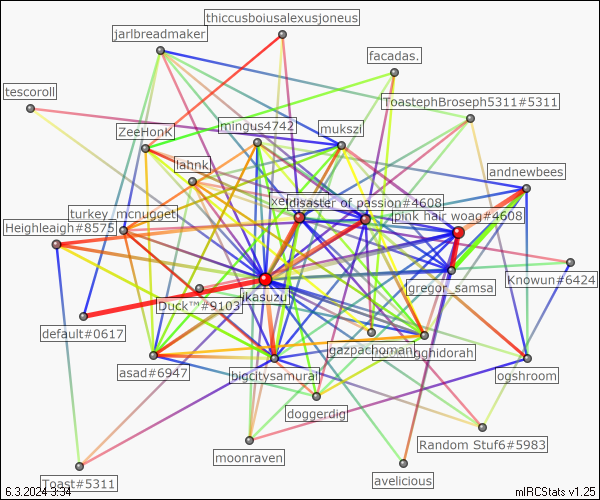 thiccusboiusalexusjoneus
jarlbreadmaker
facadas.
tescoroll
ToastephBroseph5311#5311
ZeeHonK
mingus4742
mukszi
lahnk
andnewbees
disaster of passion#4608
turkey_mcnugget
pink hair woag#4608
Heighleaigh#8575
Knowun#6424
gregor_samsa
jkasuzu
Duck™#9103
default#0617
gazpachoman
asad#6947
bigcitysamurai
ogshroom
doggerdig
Random Stuf6#5983
moonraven
avelicious
Toast#5311
6.3.2024 3:34
mIRCStats v1.25